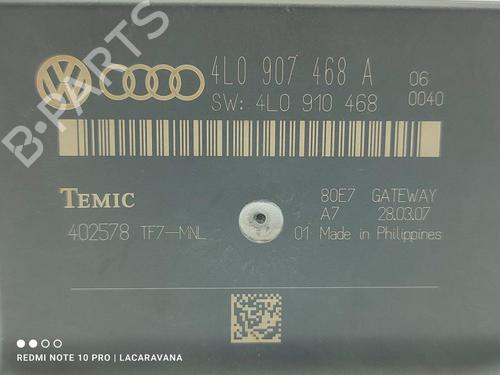 4L0 907 468 A 06
SW: 4L0 910 468 0040
TEMIC 80E7 GATEWAY
A7 28.03.07
402578 TF7-MNL 01 Made in Philippines
B-PARTS
REDMI NOTE 10 PRO | LACARAVANA